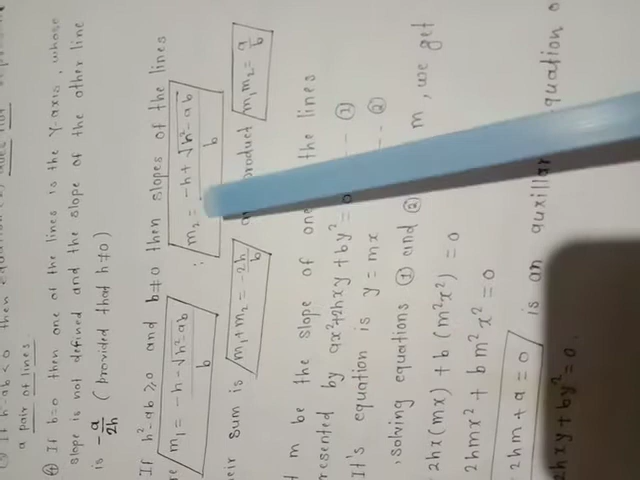 ③ If h²-ab < 0 then equation
a pair of lines.
④ If b=0 then one of the lines is the Y-axis, whose
slope is not defined and the slope of the other line
is -a/2h (provided that h≠0)
If h²-ab ≥ 0 and b≠0 then slopes of the lines
m₁ = -h-√h²-ab / b ; m₂ = -h+√h²-ab / b
sum is m₁+m₂ = -2h/b product m₁m₂ = a/b
m be the slope of one the lines
by ax²+2hxy+by²=0 --- ①
It's equation is y = mx --- ②
solving equations ① and ② m, we get
2hx(mx) + b(m²x²) = 0
2hmx² + bm²x² = 0
2hm+a=0 is an
2hxy+by²=0.